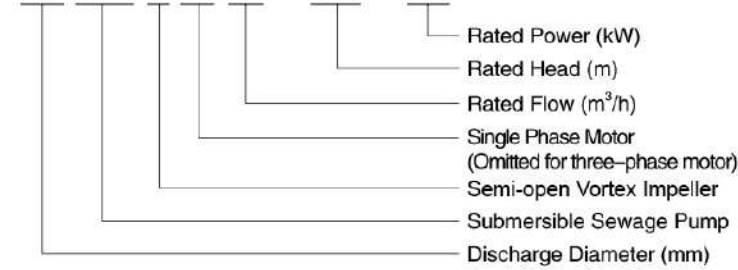 Rated Power (kW)
Rated Head (m)
Rated Flow (m³/h)
Single Phase Motor
(Omitted for three–phase motor)
Semi-open Vortex Impeller
Submersible Sewage Pump
Discharge Diameter (mm)